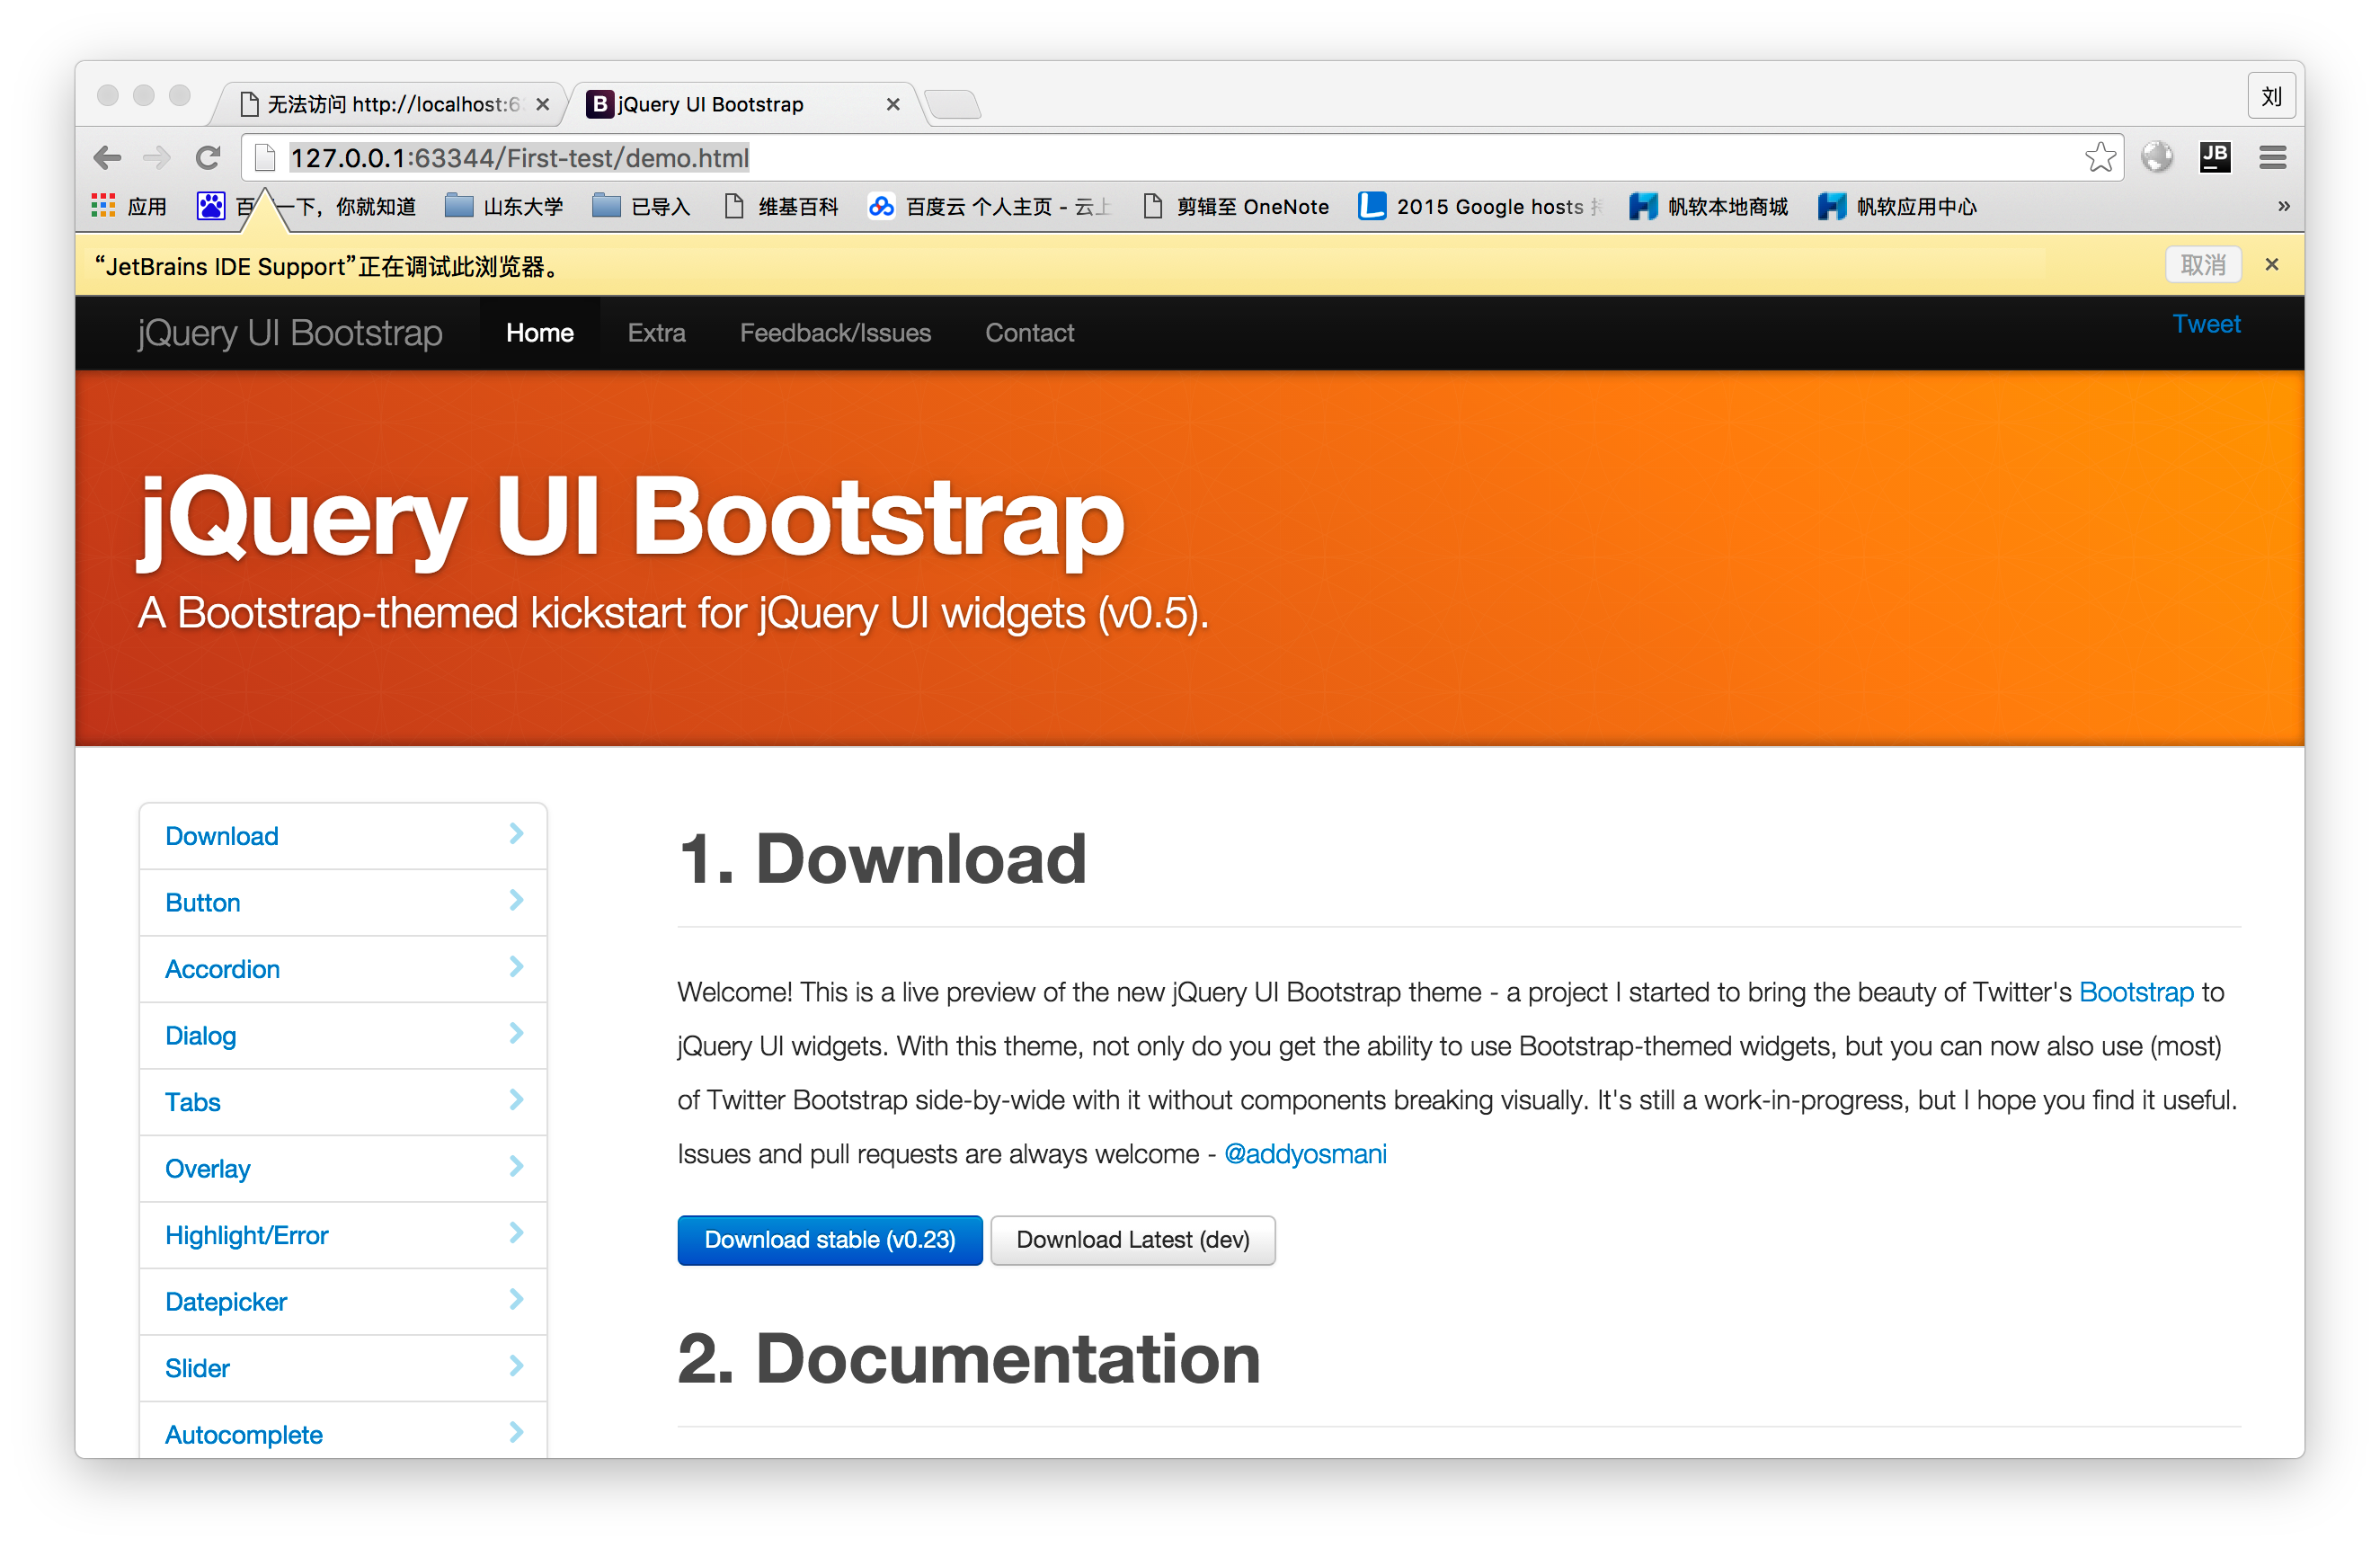 无法访问 http://localhost:6
jQuery UI Bootstrap
刘
127.0.0.1:63344/First-test/demo.html
JB
应用
百 一下，你就知道
山东大学
已导入
维基百科
百度云 个人主页 - 云上
剪辑至 OneNote
2015 Google hosts
帆软本地商城
帆软应用中心
»
“JetBrains IDE Support”正在调试此浏览器。
取消
jQuery UI Bootstrap
Home
Extra
Feedback/Issues
Contact
Tweet
jQuery UI Bootstrap
A Bootstrap-themed kickstart for jQuery UI widgets (v0.5).
Download
Button
Accordion
Dialog
Tabs
Overlay
Highlight/Error
Datepicker
Slider
Autocomplete
1. Download
Welcome! This is a live preview of the new jQuery UI Bootstrap theme - a project I started to bring the beauty of Twitter's Bootstrap to
jQuery UI widgets. With this theme, not only do you get the ability to use Bootstrap-themed widgets, but you can now also use (most)
of Twitter Bootstrap side-by-wide with it without components breaking visually. It's still a work-in-progress, but I hope you find it useful.
Issues and pull requests are always welcome - @addyosmani
Download stable (v0.23)
Download Latest (dev)
2. Documentation